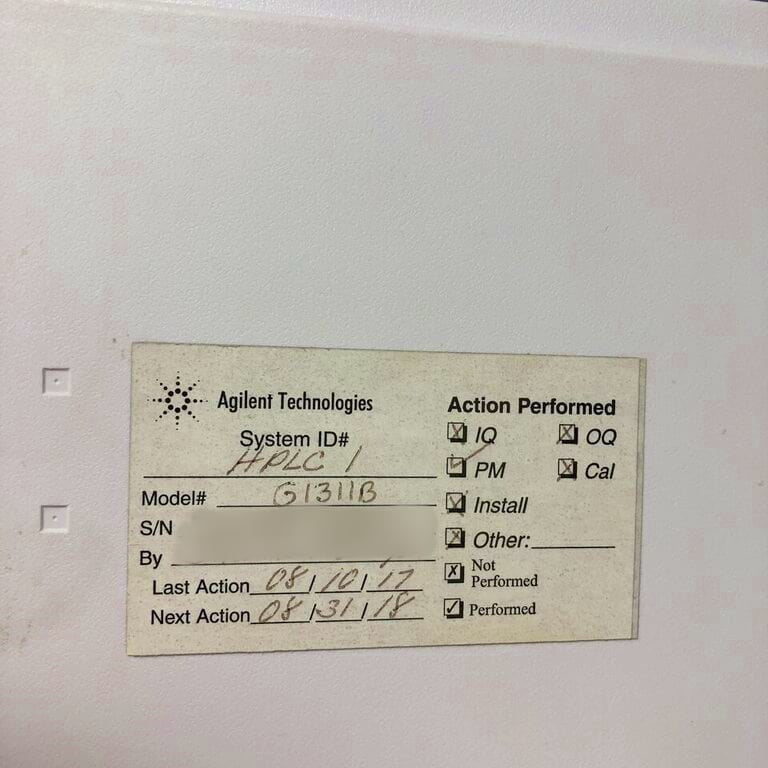 Agilent Technologies
System ID#
HPLC 1
Model# G1311B
S/N
By
Last Action 08/10/17
Next Action 08/31/18
Action Performed
☒ IQ ☒ OQ
☑ PM ☒ Cal
☒ Install
☒ Other:
☒ Not
Performed
☑ Performed